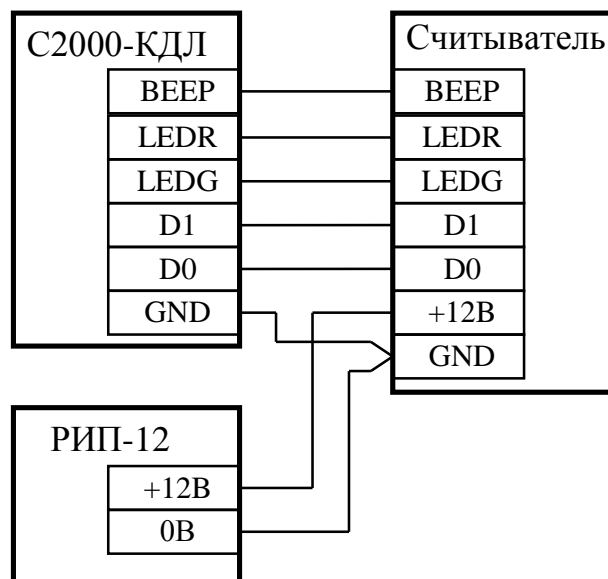 С2000-КДЛ
BEEP
LEDR
LEDG
D1
D0
GND
Считыватель
BEEP
LEDR
LEDG
D1
D0
+12В
GND
РИП-12
+12В
0В